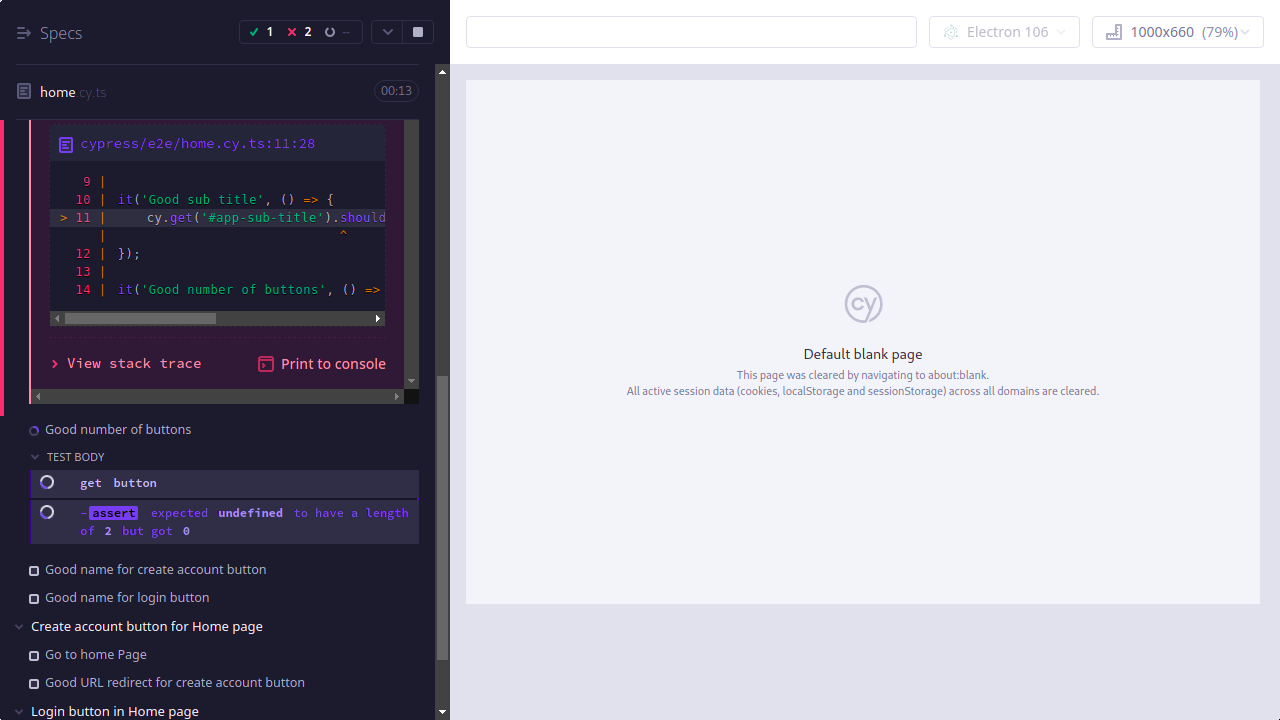 Specs
1
2
--
Electron 106
1000x660 (79%)
home.cy.ts
00:13
cypress/e2e/home.cy.ts:11:28
9 |
10 | it('Good sub title', () => {
> 11 | cy.get('#app-sub-title').should
| ^
12 | });
13 |
14 | it('Good number of buttons', () =>
View stack trace
Print to console
Good number of buttons
TEST BODY
get button
-assert expected undefined to have a length
of 2 but got 0
Good name for create account button
Good name for login button
Create account button for Home page
Go to home Page
Good URL redirect for create account button
Login button in Home page
cy
Default blank page
This page was cleared by navigating to about:blank.
All active session data (cookies, localStorage and sessionStorage) across all domains are cleared.